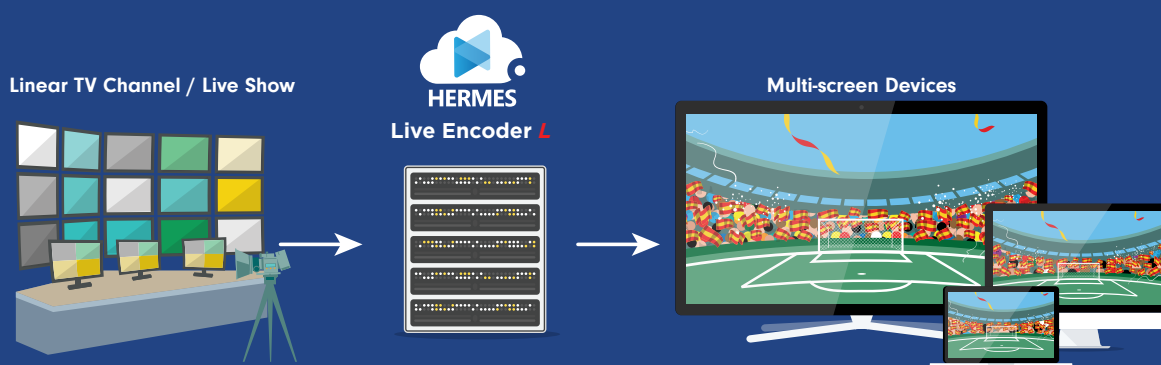 Linear TV Channel / Live Show
HERMES
Live Encoder L
Multi-screen Devices